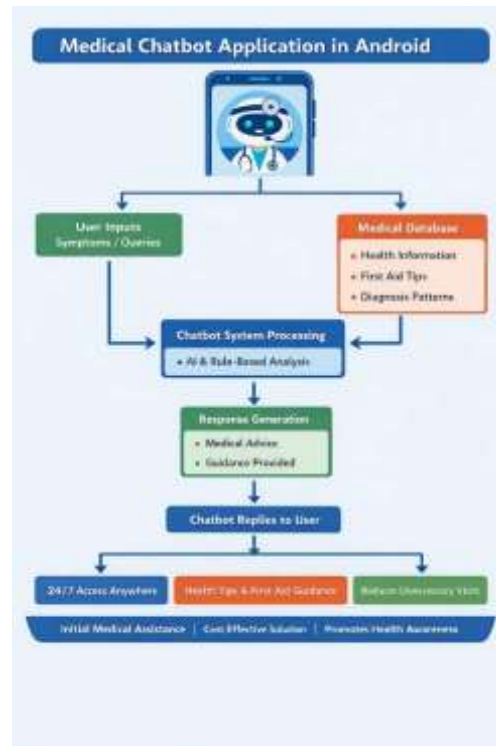 Medical Chatbot Application in Android
User Inputs
Symptoms / Queries
Medical Database
• Health Information
• First Aid Tips
• Diagnosis Patterns
Chatbot System Processing
• AI & Rule-Based Analysis
Response Generation
• Medical Advice
• Guidance Provided
Chatbot Replies to User
24/7 Access Anywhere
Health Tips & First Aid Guidance
Reduce Unnecessary Visits
Initial Medical Assistance | Cost Effective Solution | Promotes Health Awareness